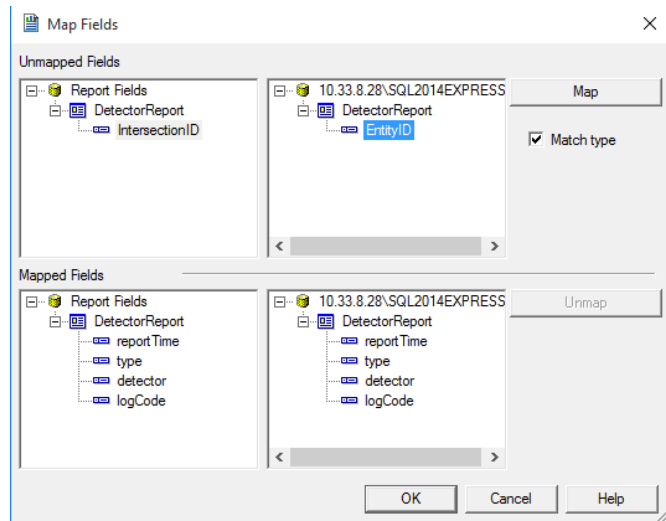 Map Fields
Unmapped Fields
Report Fields
DetectorReport
IntersectionID
10.33.8.28\SQL2014EXPRESS
DetectorReport
EntityID
Map
Match type
Mapped Fields
Report Fields
DetectorReport
reportTime
type
detector
logCode
10.33.8.28\SQL2014EXPRESS
DetectorReport
reportTime
type
detector
logCode
Unmap
OK
Cancel
Help